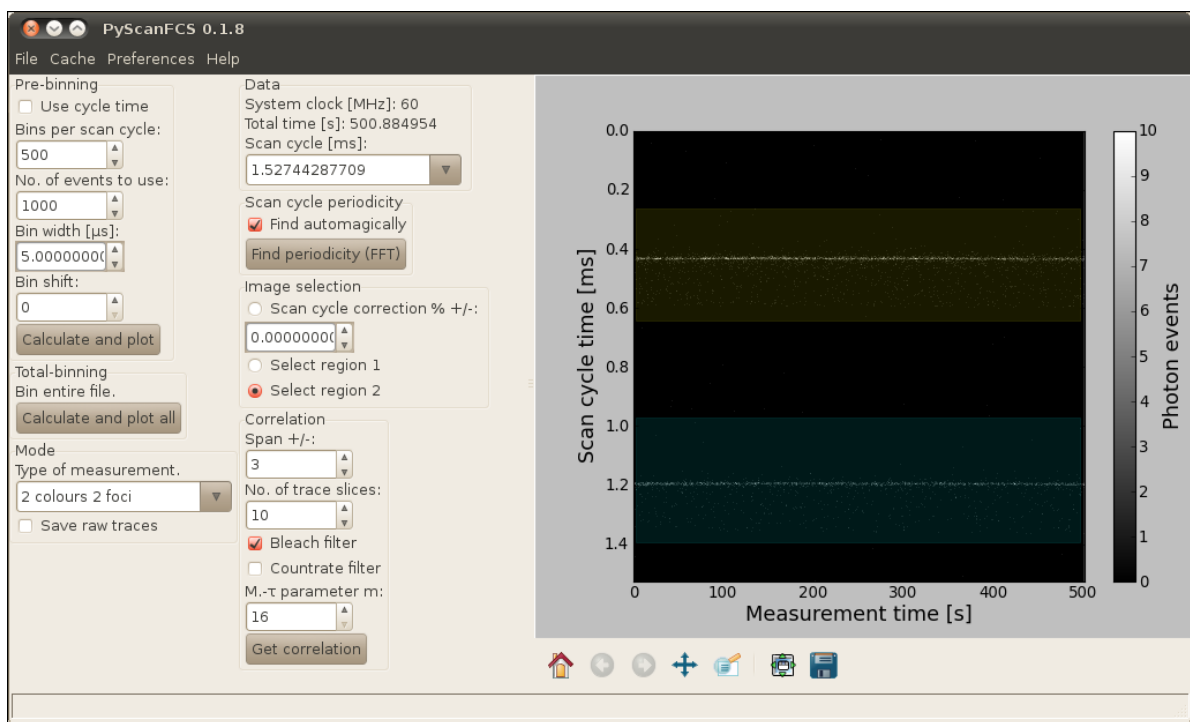 PyScanFCS 0.1.8
File Cache Preferences Help
Pre-binning
Use cycle time
Bins per scan cycle:
500
No. of events to use:
1000
Bin width [µs]:
5.0000000
Bin shift:
0
Calculate and plot
Total-binning
Bin entire file.
Calculate and plot all
Mode
Type of measurement.
2 colours 2 foci
Save raw traces
Data
System clock [MHz]: 60
Total time [s]: 500.884954
Scan cycle [ms]:
1.52744287709
Scan cycle periodicity
Find automagically
Find periodicity (FFT)
Image selection
Scan cycle correction % +/-:
0.0000000
Select region 1
Select region 2
Correlation
Span +/-:
3
No. of trace slices:
10
Bleach filter
Countrate filter
M.-τ parameter m:
16
Get correlation
Scan cycle time [ms]
0.0
0.2
0.4
0.6
0.8
1.0
1.2
1.4
0 100 200 300 400 500
Measurement time [s]
10
9
8
7
6
5
4
3
2
1
0
Photon events